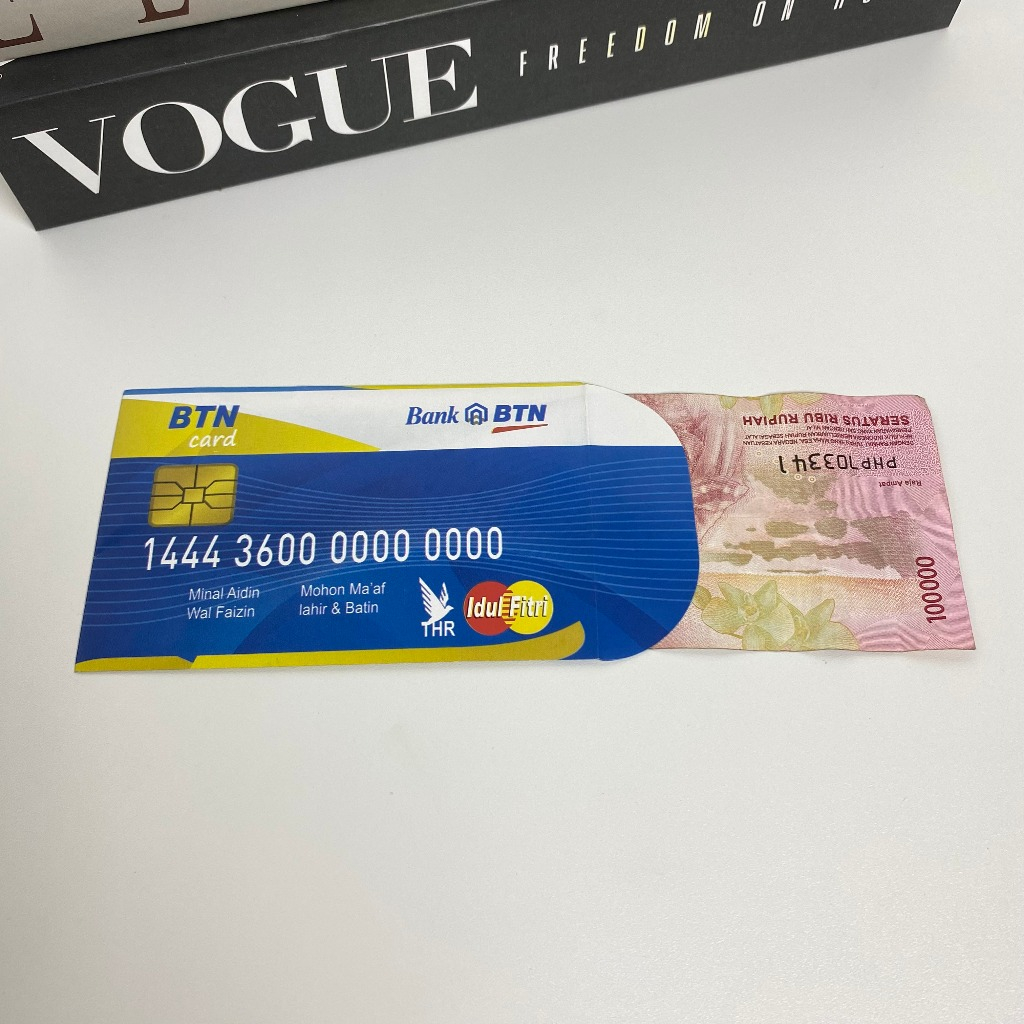 VOGUE FREEDOM ON
BTN
card
Bank BTN
1444 3600 0000 0000
Minal Aidin
Wal Faizin
Mohon Ma'af
lahir & Batin
THR
Idul Fitri
SERATUS RIBU RUPIAH
PHP703341
Raja Ampat
100000